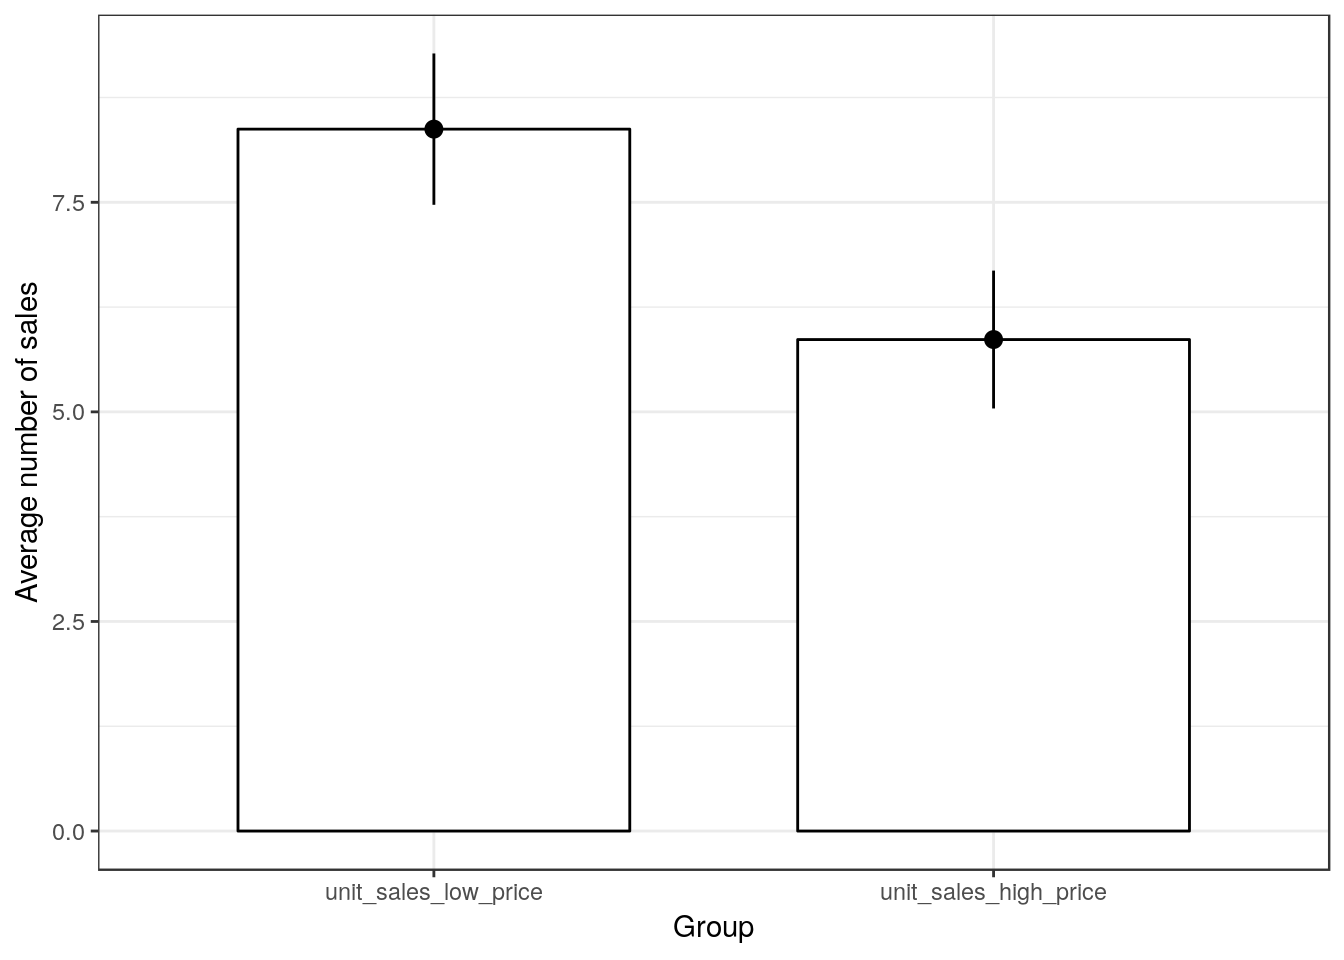 Average number of sales
7.5
5.0
2.5
0.0
unit_sales_low_price
unit_sales_high_price
Group